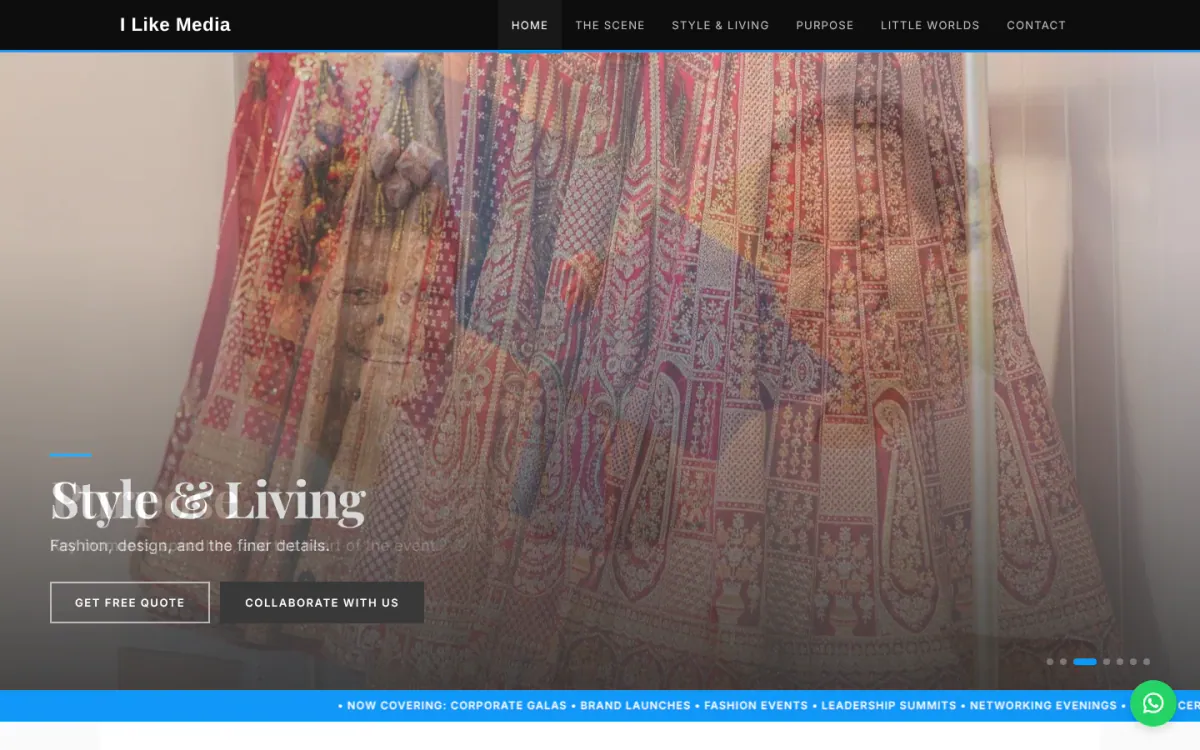 I Like Media
HOME THE SCENE STYLE & LIVING PURPOSE LITTLE WORLDS CONTACT
Style & Living
Fashion, design, and the finer details.
GET FREE QUOTE COLLABORATE WITH US
• NOW COVERING: CORPORATE GALAS • BRAND LAUNCHES • FASHION EVENTS • LEADERSHIP SUMMITS • NETWORKING EVENINGS •